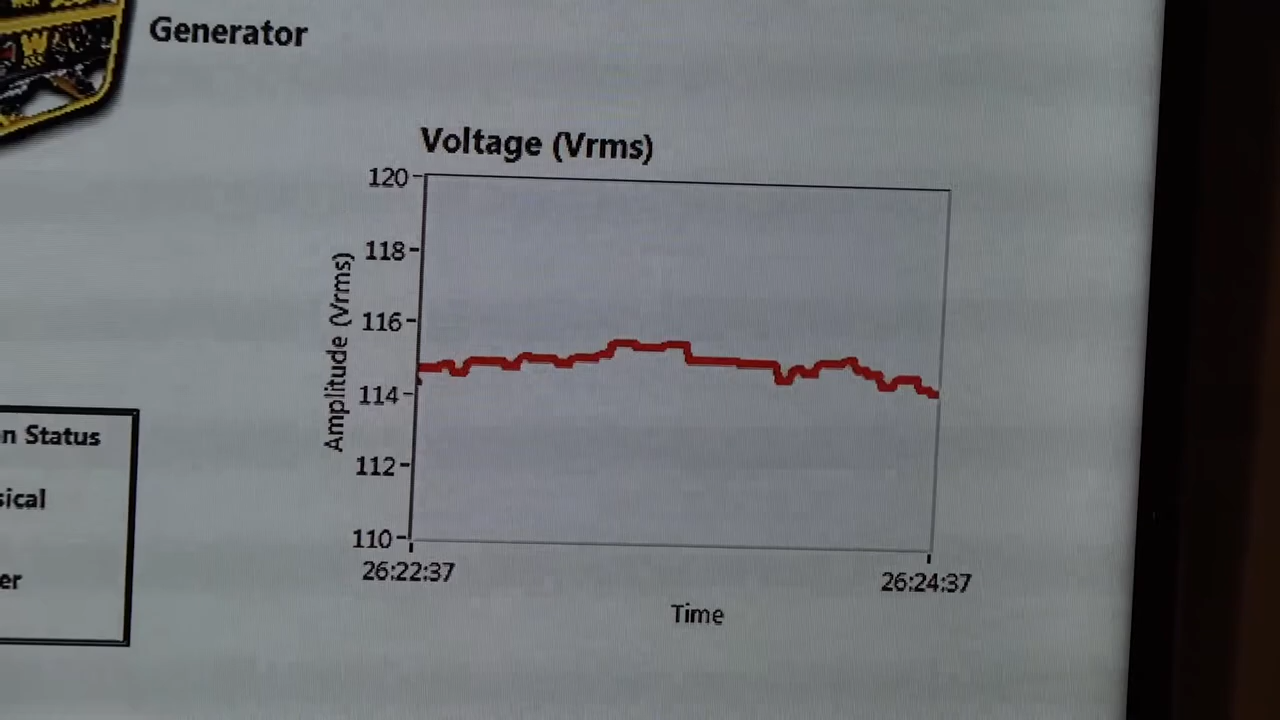 Generator
Voltage (Vrms)
120
118
116
114
112
110
Amplitude (Vrms)
26:22:37
26:24:37
Time
n Status
sical
er
W